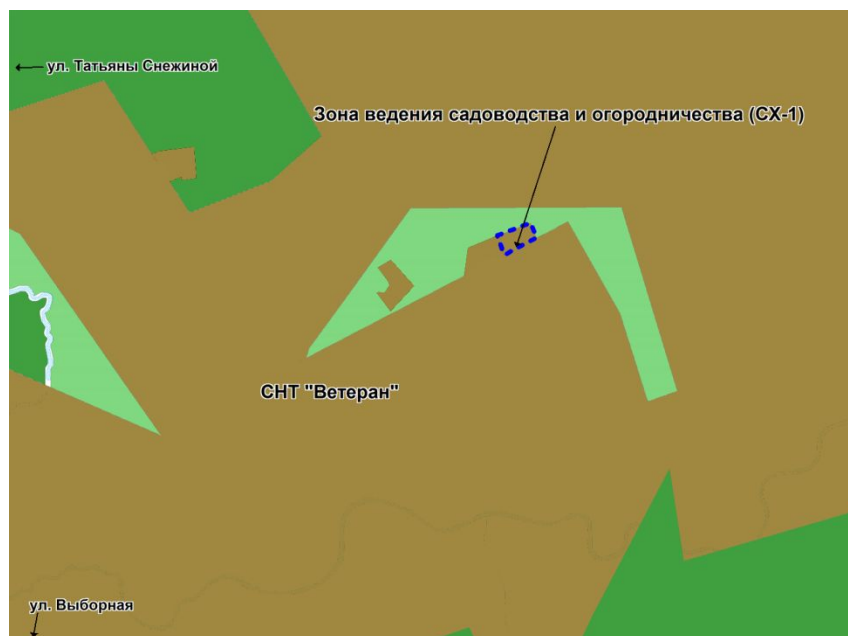 ул. Татьяны Снежиной
Зона ведения садоводства и огородничества (СХ-1)
СНТ "Ветеран"
ул. Выборная